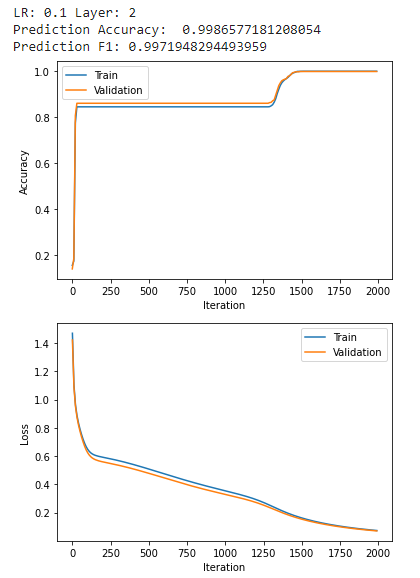 LR: 0.1 Layer: 2
Prediction Accuracy:  0.9986577181208054
Prediction F1: 0.9971948294493959
Train
Validation
1.0
0.8
0.6
0.4
0.2
Accuracy
0 250 500 750 1000 1250 1500 1750 2000
Iteration
Train
Validation
1.4
1.2
1.0
0.8
0.6
0.4
0.2
Loss
0 250 500 750 1000 1250 1500 1750 2000
Iteration